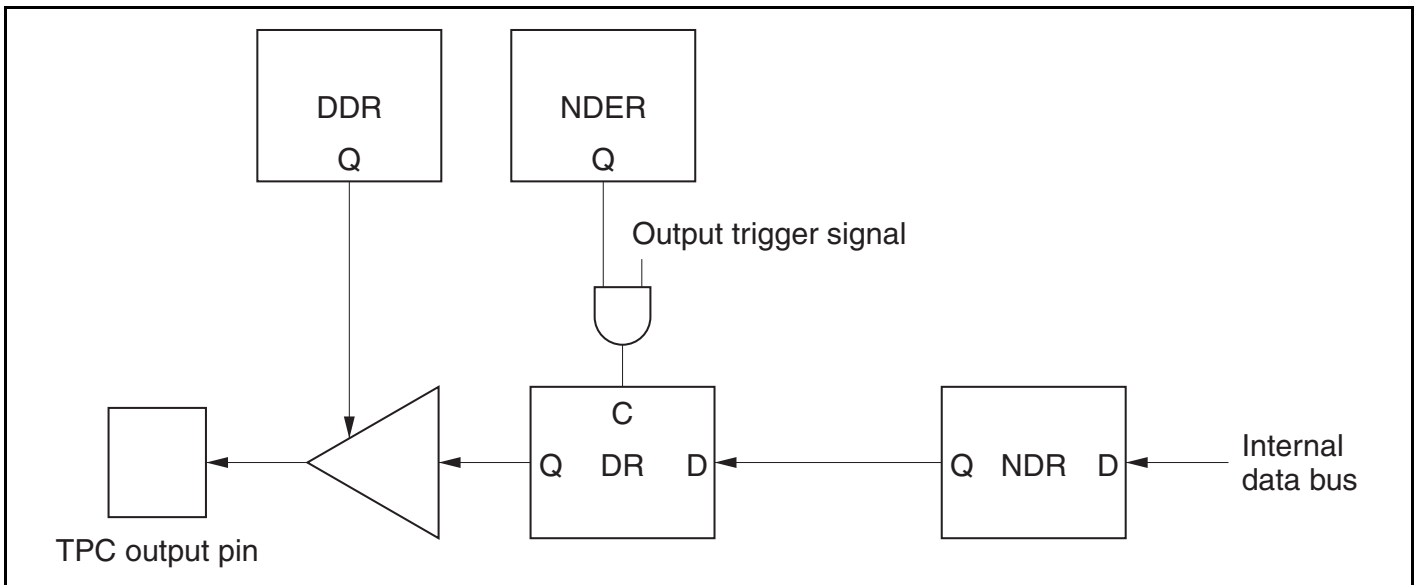 DDR
Q
NDER
Q
Output trigger signal
C
Q DR D
Q NDR D
Internal
data bus
TPC output pin